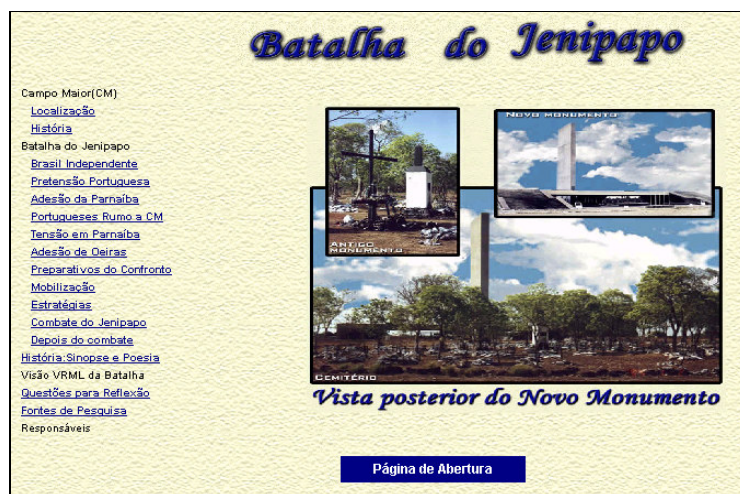 Batalha do Jenipapo
Campo Maior(CM)
Localização
História
Batalha do Jenipapo
Brasil Independente
Pretensão Portuguesa
Adesão da Parnaíba
Portugueses Rumo a CM
Tensão em Parnaíba
Adesão de Oeiras
Preparativos do Confronto
Mobilização
Estratégias
Combate do Jenipapo
Depois do combate
História:Sinopse e Poesia
Visão VRML da Batalha
Questões para Reflexão
Fontes de Pesquisa
Responsáveis
NOVO MONUMENTO
ANTIGO
MONUMENTO
CEMITÉRIO
Vista posterior do Novo Monumento
Página de Abertura